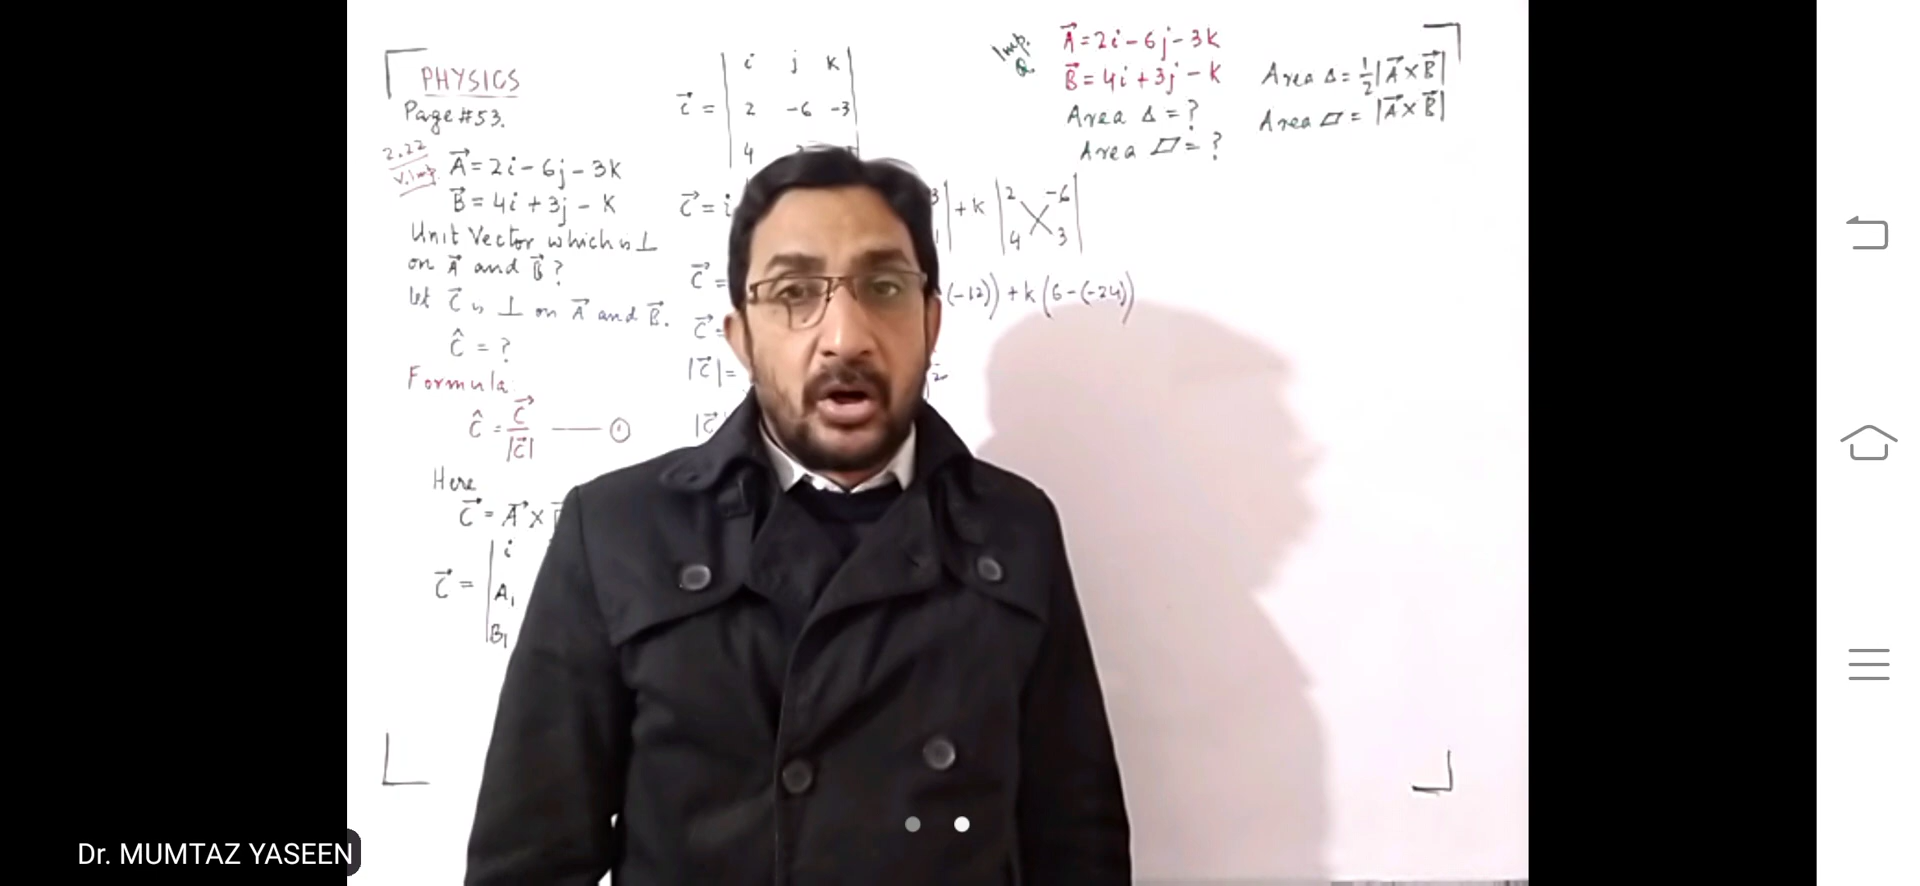 PHYSICS
Page #53.
2.22
V.Imp
A⃗ = 2i - 6j - 3k
B⃗ = 4i + 3j - k
Unit Vector which is ⊥
on A⃗ and B⃗ ?
let C⃗ is ⊥ on A⃗ and B⃗.
Ĉ = ?
Formula:
Ĉ = C⃗ / |C⃗| —— ①
Here
C⃗ = A⃗ ×
C⃗ = | i
A₁
B₁
C⃗ = | i j k |
2 -6 -3
4
C⃗ = i | + k | 2 -6
4 3 |
C⃗ = (-12)) + k (6 - (-24))
C⃗ =
|C⃗| =
|C⃗
Imp.
Q.
A⃗ = 2i - 6j - 3k
B⃗ = 4i + 3j - k
Area Δ = ?
Area ▱ = ?
Area Δ = ½|A⃗ × B⃗|
Area ▱ = |A⃗ × B⃗|
Dr. MUMTAZ YASEEN